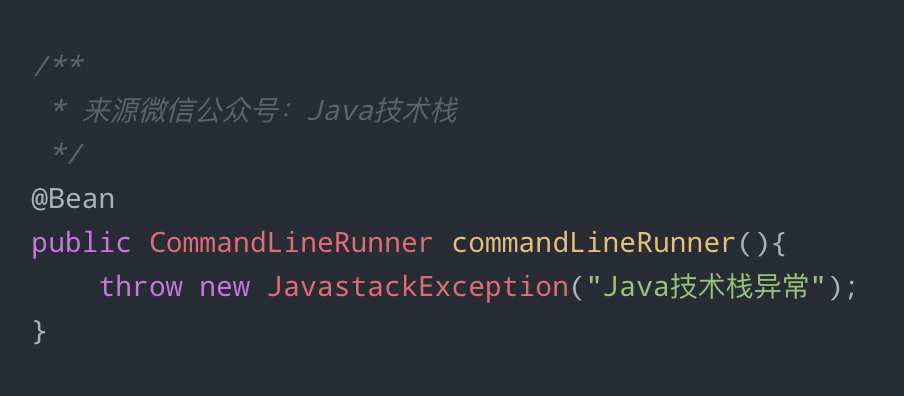 /**
 * 来源微信公众号：Java技术栈
 */
@Bean
public CommandLineRunner commandLineRunner(){
    throw new JavastackException("Java技术栈异常");
}